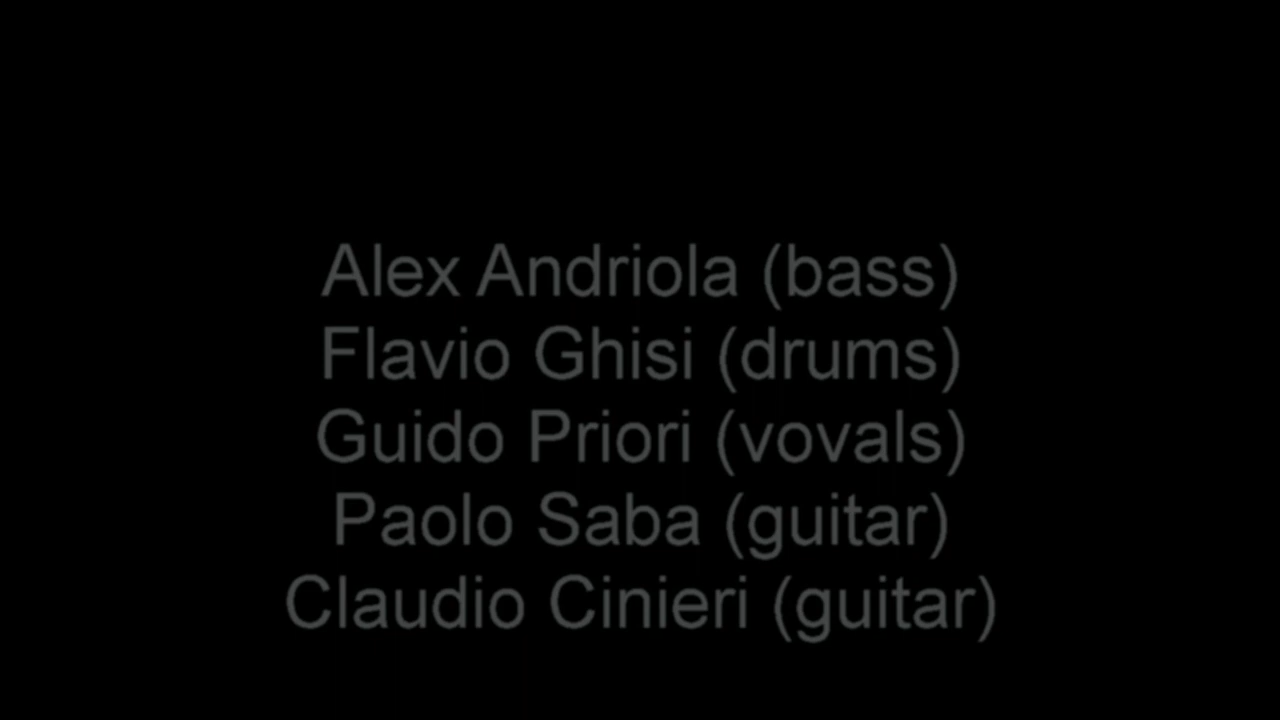 Alex Andriola (bass)
Flavio Ghisi (drums)
Guido Priori (vovals)
Paolo Saba (guitar)
Claudio Cinieri (guitar)